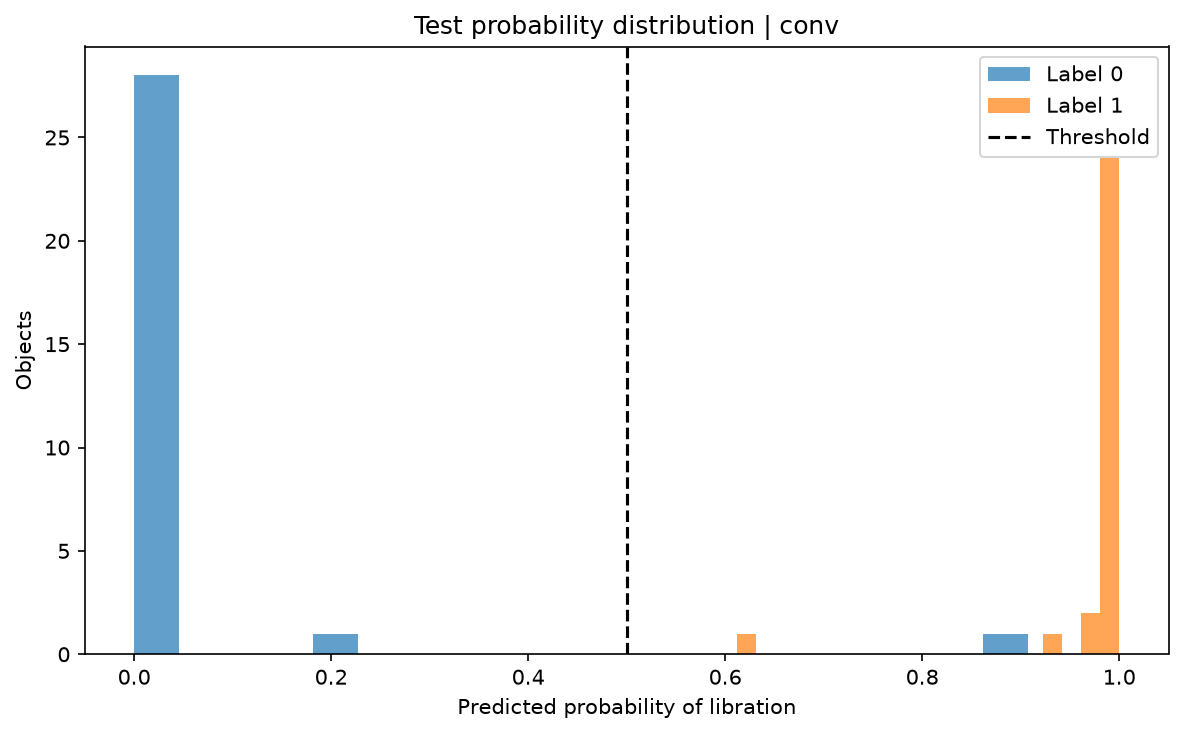 Test probability distribution | conv
Label 0
Label 1
Threshold
Objects
25
20
15
10
5
0
0.0 0.2 0.4 0.6 0.8 1.0
Predicted probability of libration